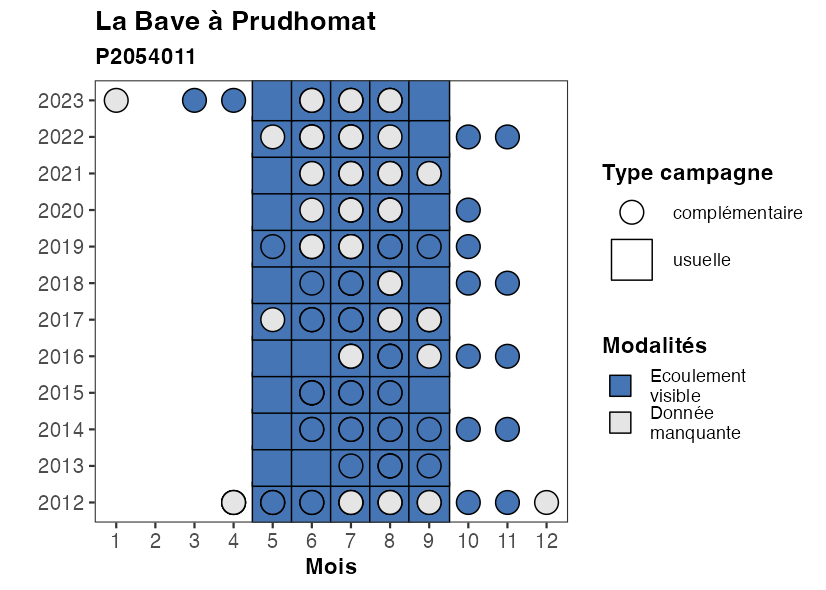 La Bave à Prudhomat
P2054011
2023
2022
2021
2020
2019
2018
2017
2016
2015
2014
2013
2012
1 2 3 4 5 6 7 8 9 10 11 12
Mois
Type campagne
complémentaire
usuelle
Modalités
Ecoulement
visible
Donnée
manquante